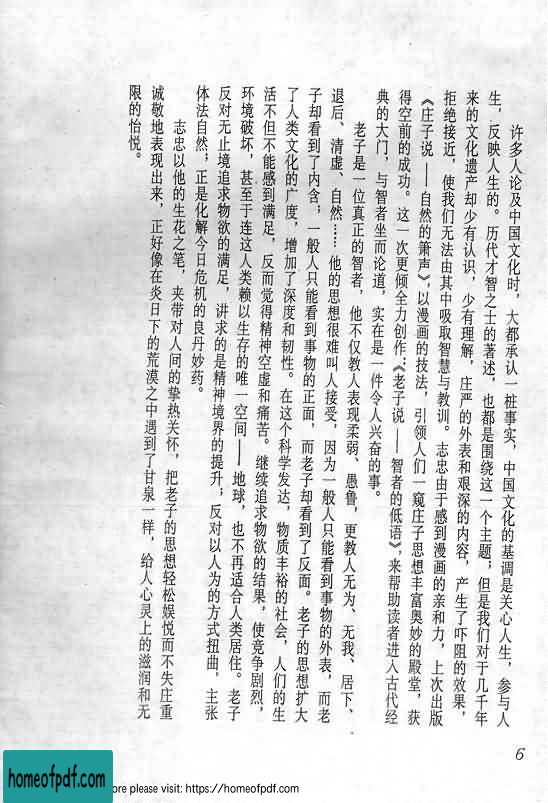 许多人论及中国文化时，大都承认一桩事实，中国文化的基调是关心人生，参与人
生，反映人生的。历代才智之士的著述，也都是围绕这一个主题，但是我们对于几千年
来的文化遗产却少有认识，少有理解，庄严的外表和艰深的内容，产生了吓阻的效果，
拒绝接近，使我们无法由其中吸取智慧与教训。志忠由于感到漫画的亲和力，上次出版
《庄子说——自然的箫声》，以漫画的技法，引领人们一窥庄子思想丰富奥妙的殿堂，获
得空前的成功。这一次更倾全力创作：《老子说——智者的低语》，来帮助读者进入古代经
典的大门，与智者坐而论道，实在是一件令人兴奋的事。
老子是一位真正的智者，他不仅教人表现柔弱、愚鲁，更教人无为、无我、居下、
退后、清虚、自然……他的思想很难叫人接受，因为一般人只能看到事物的外表，而老
子却看到了内含，一般人只能看到事物的正面，而老子却看到了反面。老子的思想扩大
了人类文化的广度，增加了深度和韧性。在这个科学发达，物质丰裕的社会，人们的生
活不但不能感到满足，反而觉得精神空虚和痛苦。继续追求物欲的结果，使竞争剧烈，
环境破坏，甚至于连这人类赖以生存的唯一空间——地球，也不再适合人类居住。老子
反对无止境追求物欲的满足，讲求的是精神境界的提升；反对以人为的方式扭曲，主张
体法自然；正是化解今日危机的良丹妙药。
志忠以他的生花之笔，夹带对人间的挚热关怀，把老子的思想轻松娱悦而不失庄重
诚敬地表现出来，正好像在炎日下的荒漠之中遇到了甘泉一样，给人心灵上的滋润和无
限的怡悦。
6
homeofpdf.com
ore please visit: https://homeofpdf.com